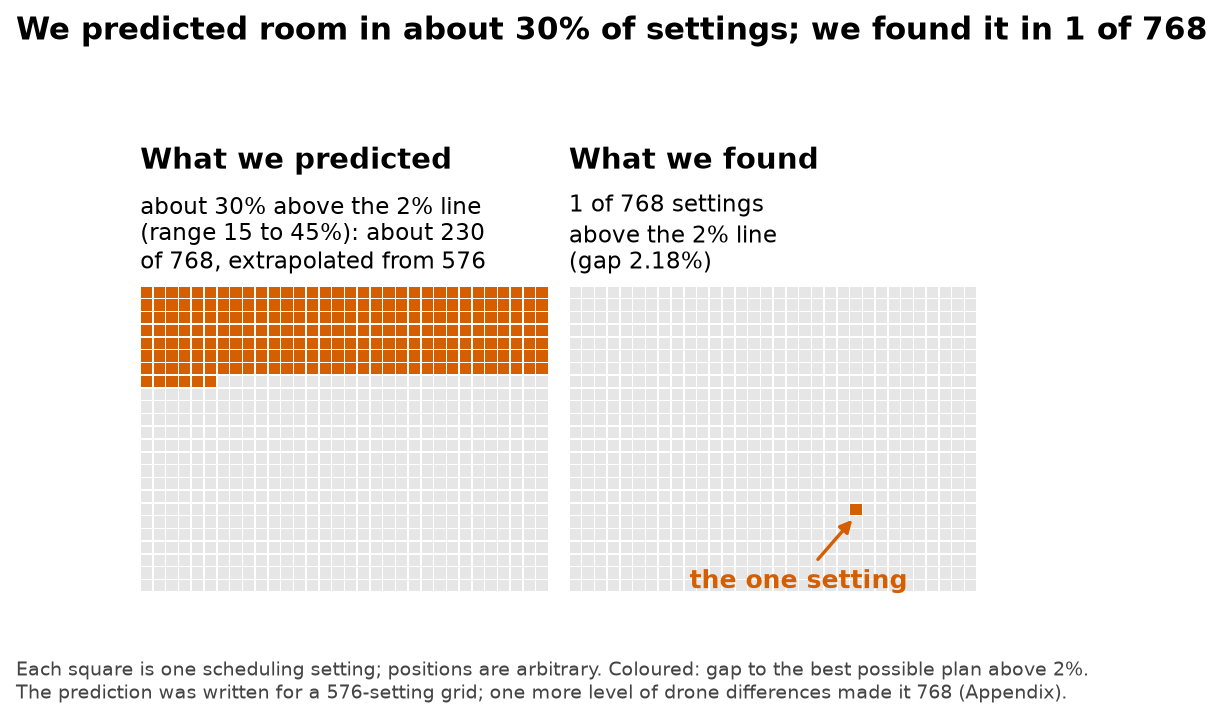 We predicted room in about 30% of settings; we found it in 1 of 768
What we predicted
about 30% above the 2% line
(range 15 to 45%): about 230
of 768, extrapolated from 576
What we found
1 of 768 settings
above the 2% line
(gap 2.18%)
the one setting
Each square is one scheduling setting; positions are arbitrary. Coloured: gap to the best possible plan above 2%.
The prediction was written for a 576-setting grid; one more level of drone differences made it 768 (Appendix).